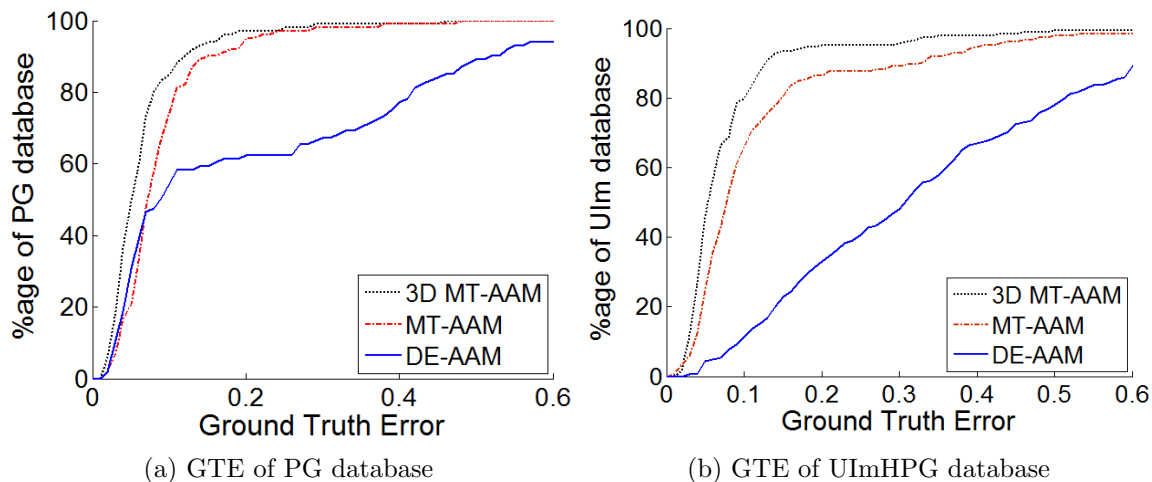 %age of PG database
100
80
60
40
20
0
0
0.2
0.4
0.6
3D MT-AAM
MT-AAM
DE-AAM
Ground Truth Error
(a) GTE of PG database
%age of UIm database
100
80
60
40
20
0
0
0.1
0.2
0.3
0.4
0.5
0.6
3D MT-AAM
MT-AAM
DE-AAM
Ground Truth Error
(b) GTE of UImHPG database